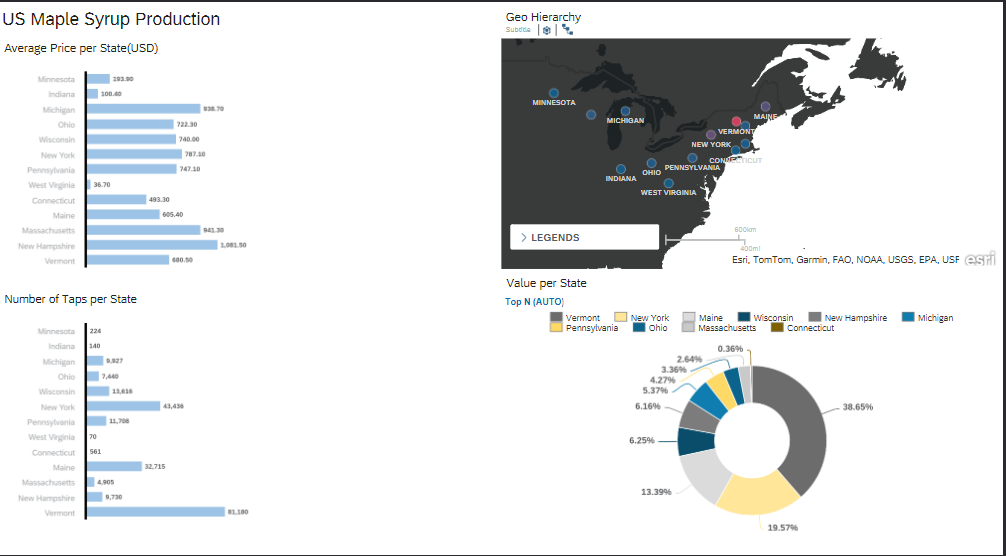 US Maple Syrup Production
Average Price per State(USD)
Minnesota 193.90
Indiana 100.40
Michigan 938.70
Ohio 722.30
Wisconsin 740.00
New York 787.10
Pennsylvania 747.10
West Virginia 36.70
Connecticut 493.30
Maine 605.40
Massachusetts 941.30
New Hampshire 1,081.50
Vermont 680.50
Number of Taps per State
Minnesota 224
Indiana 140
Michigan 9,927
Ohio 7,440
Wisconsin 13,616
New York 43,436
Pennsylvania 11,708
West Virginia 70
Connecticut 561
Maine 32,715
Massachusetts 4,905
New Hampshire 9,730
Vermont 81,180
Geo Hierarchy
Subtitle
MINNESOTA
MICHIGAN
MAINE
VERMONT
NEW YORK
CONNECTICUT
PENNSYLVANIA
OHIO
INDIANA
WEST VIRGINIA
LEGENDS
600km
400mi
Esri, TomTom, Garmin, FAO, NOAA, USGS, EPA, USF
esri
Value per State
Top N (AUTO)
Vermont New York Maine Wisconsin New Hampshire Michigan
Pennsylvania Ohio Massachusetts Connecticut
0.36%
2.64%
3.36%
4.27%
5.37%
6.16%
6.25%
13.39%
19.57%
38.65%